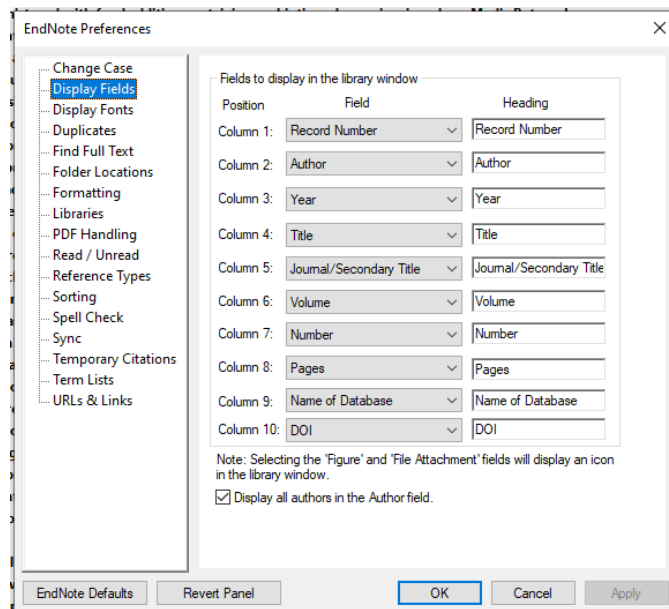 EndNote Preferences
Change Case
Display Fields
Display Fonts
Duplicates
Find Full Text
Folder Locations
Formatting
Libraries
PDF Handling
Read / Unread
Reference Types
Sorting
Spell Check
Sync
Temporary Citations
Term Lists
URLs & Links
Fields to display in the library window
Position Field Heading
Column 1: Record Number Record Number
Column 2: Author Author
Column 3: Year Year
Column 4: Title Title
Column 5: Journal/Secondary Title Journal/Secondary Title
Column 6: Volume Volume
Column 7: Number Number
Column 8: Pages Pages
Column 9: Name of Database Name of Database
Column 10: DOI DOI
Note: Selecting the 'Figure' and 'File Attachment' fields will display an icon
in the library window.
Display all authors in the Author field.
EndNote Defaults Revert Panel OK Cancel Apply